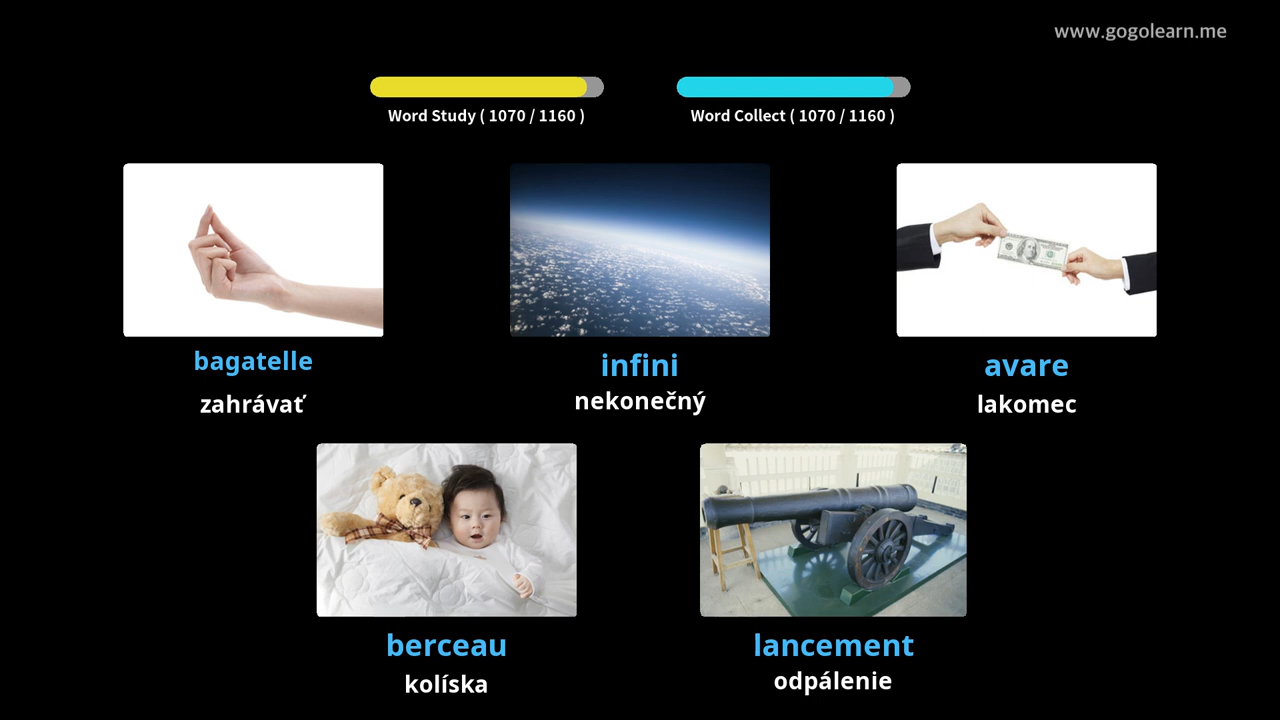 www.gogolearn.me
Word Study ( 1070 / 1160 )
Word Collect ( 1070 / 1160 )
bagatelle
zahrávať
infini
nekonečný
avare
lakomec
berceau
kolíska
lancement
odpálenie